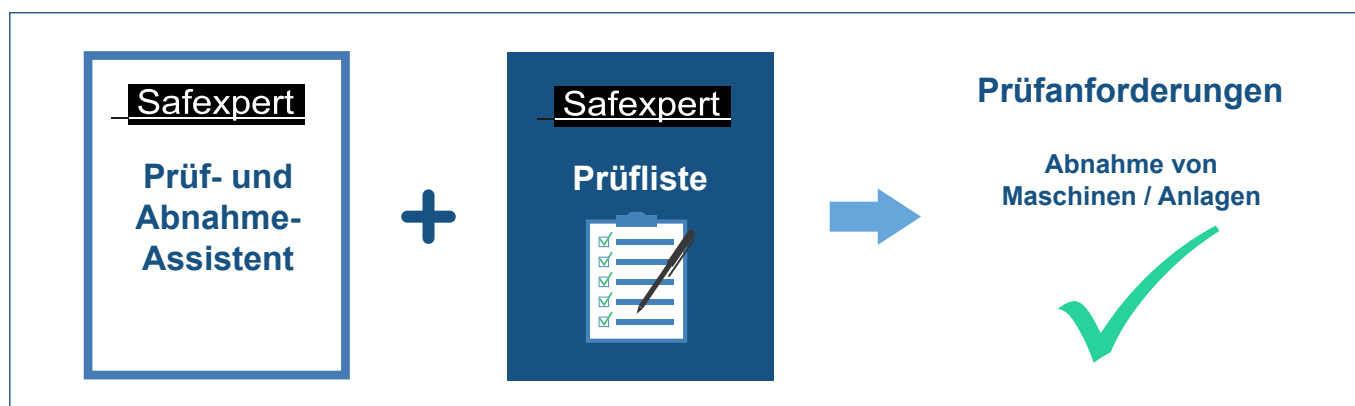 Safexpert
Prüf- und
Abnahme-
Assistent
Safexpert
Prüfliste
Prüfanforderungen
Abnahme von
Maschinen / Anlagen